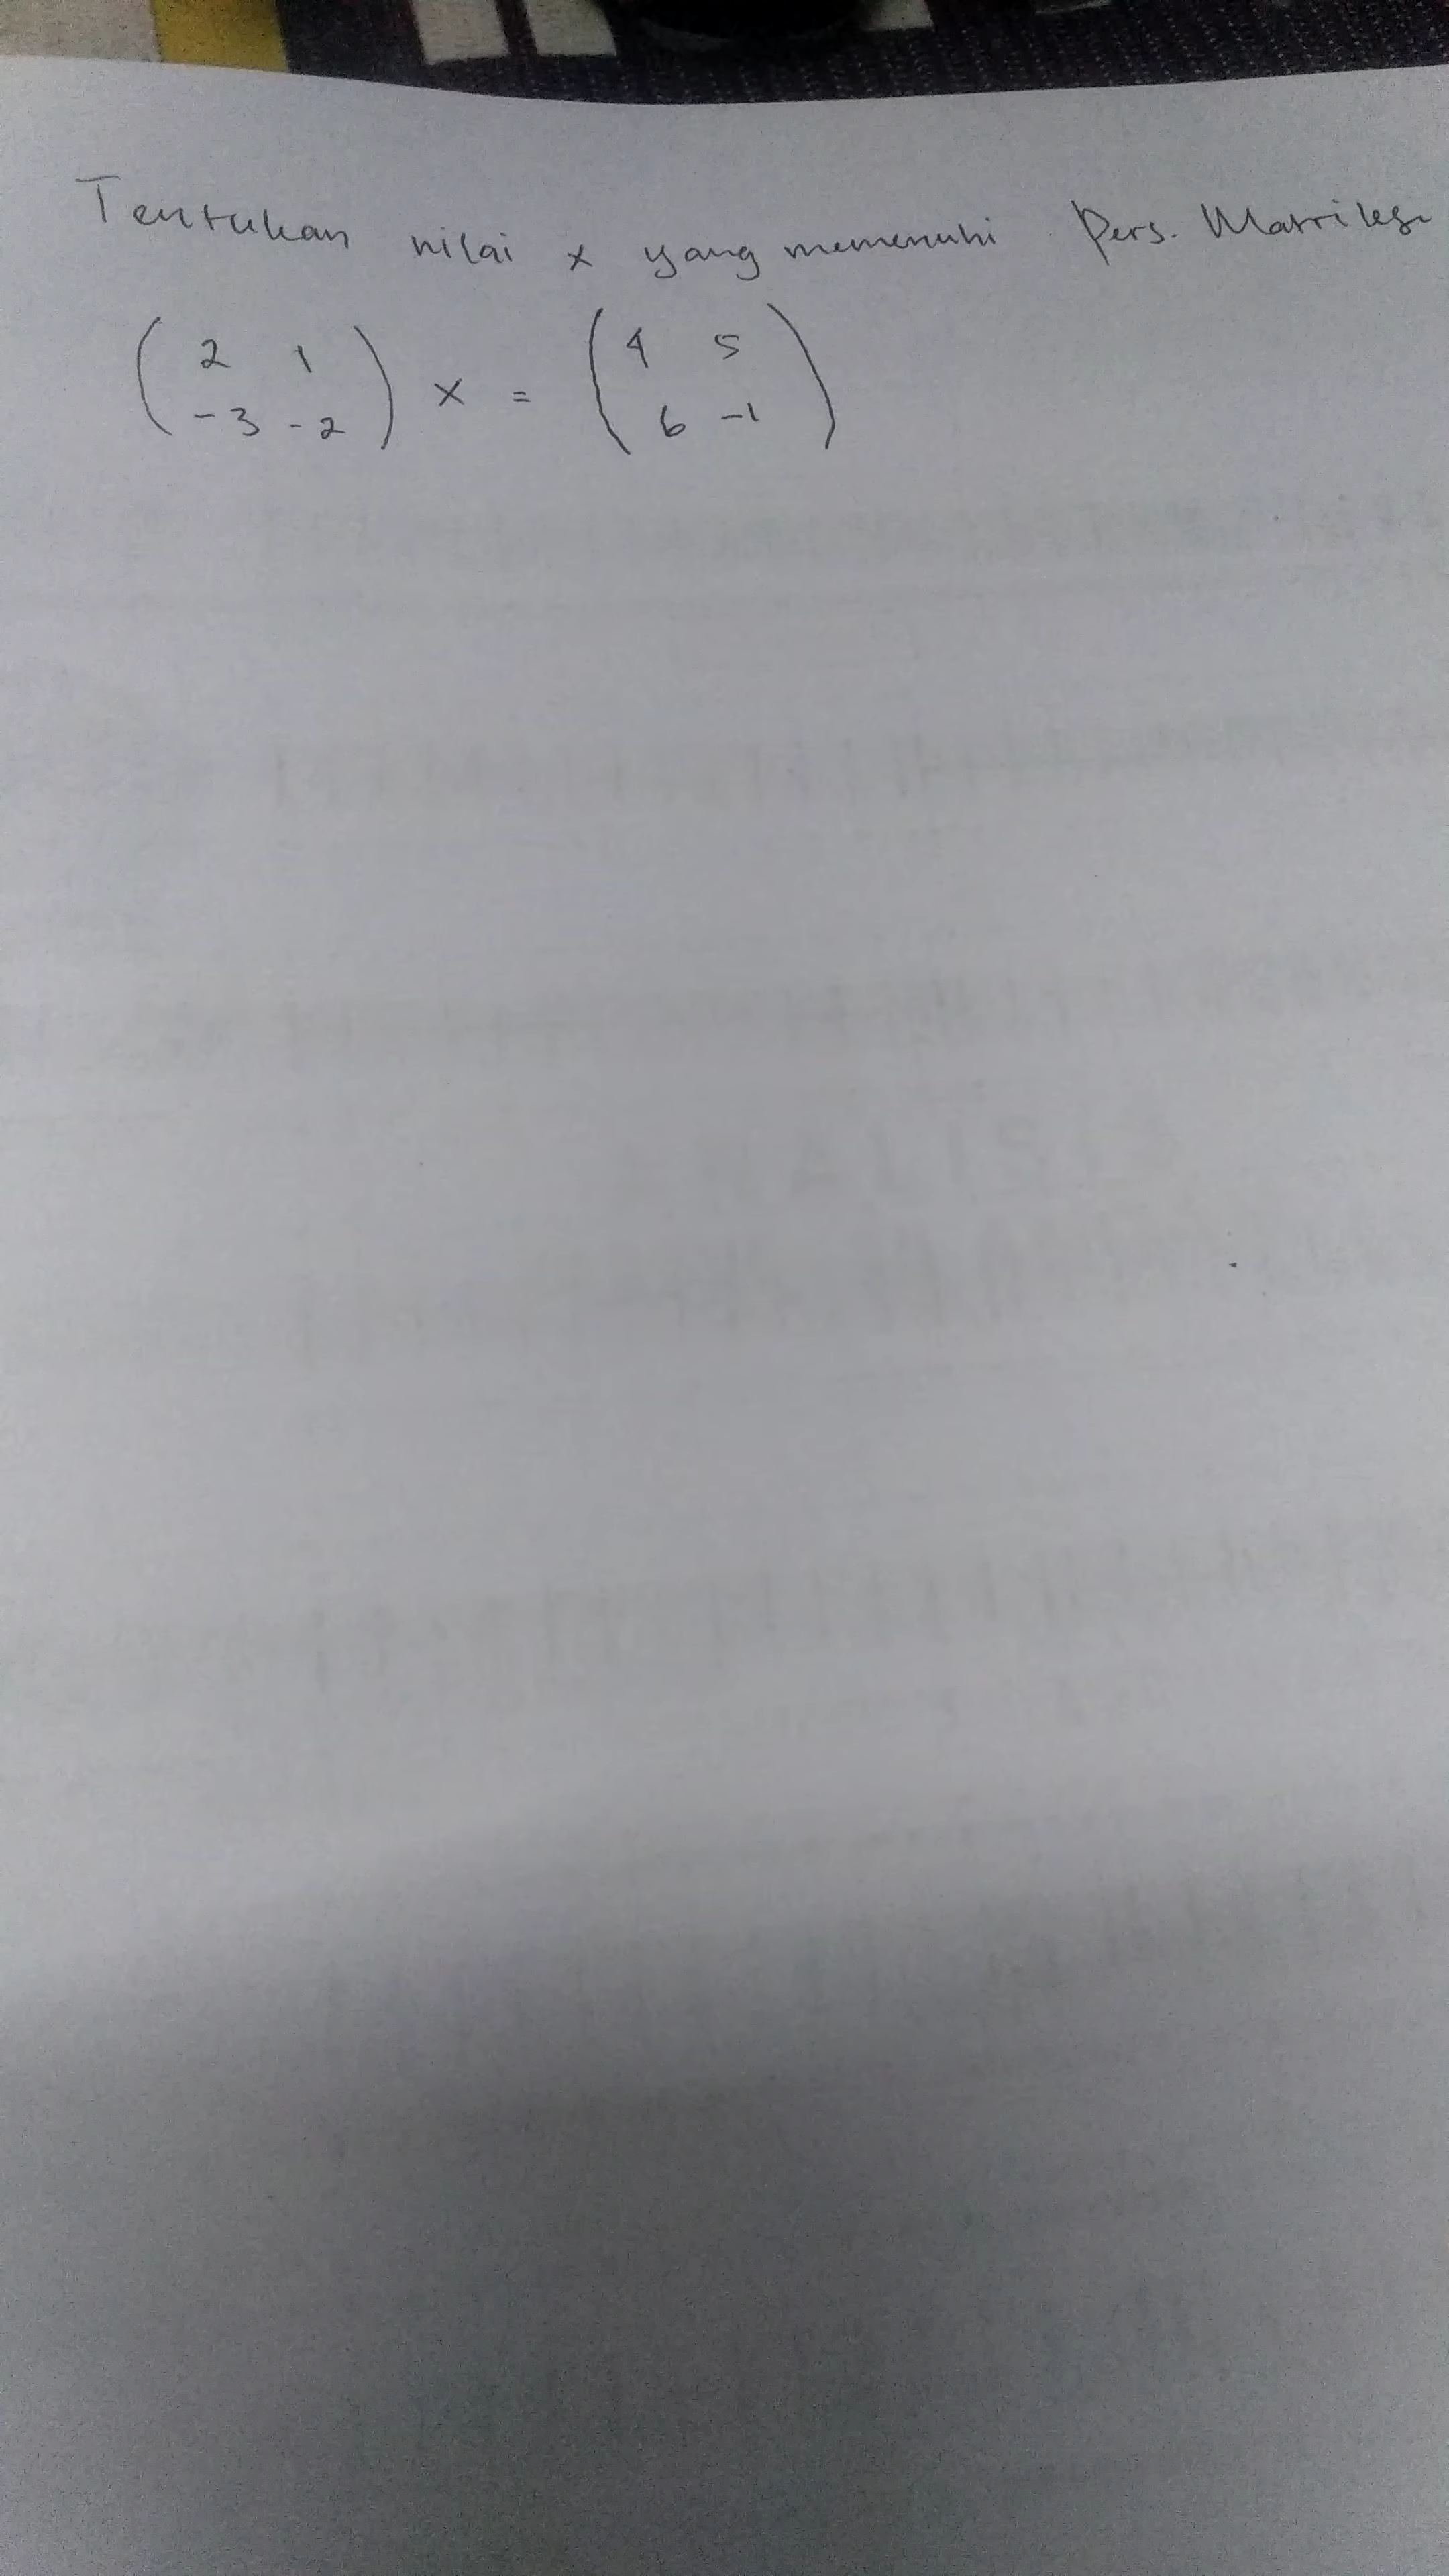 Tentukan nilai x yang memenuhi Pers. Matriks
( 2 1 ) x = ( 4 5 )
-3 -2 6 -1